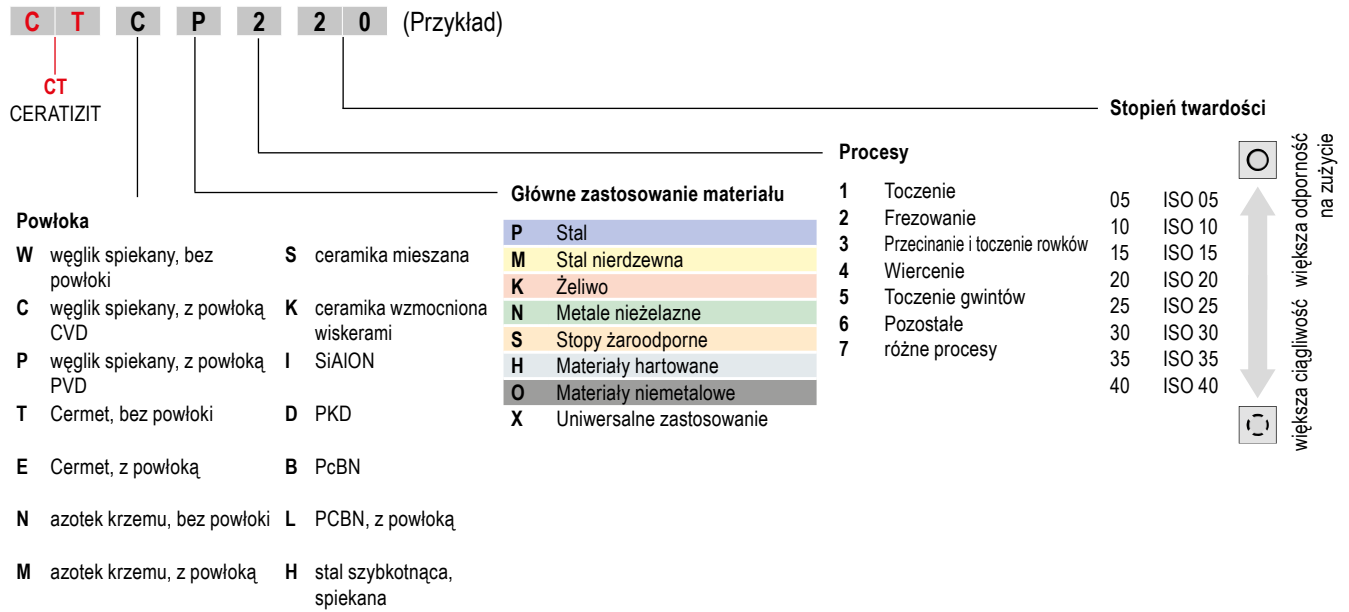 C T C P 2 2 0 (Przykład)
CT
CERATIZIT
Stopień twardości
05 ISO 05
10 ISO 10
15 ISO 15
20 ISO 20
25 ISO 25
30 ISO 30
35 ISO 35
40 ISO 40
większa ciągliwość
większa odporność
na zużycie
Procesy
1 Toczenie
2 Frezowanie
3 Przecinanie i toczenie rowków
4 Wiercenie
5 Toczenie gwintów
6 Pozostałe
7 różne procesy
Główne zastosowanie materiału
P Stal
M Stal nierdzewna
K Żeliwo
N Metale nieżelazne
S Stopy żaroodporne
H Materiały hartowane
O Materiały niemetalowe
X Uniwersalne zastosowanie
Powłoka
W węglik spiekany, bez
powłoki
C węglik spiekany, z powłoką
CVD
P węglik spiekany, z powłoką
PVD
T Cermet, bez powłoki
E Cermet, z powłoką
N azotek krzemu, bez powłoki
M azotek krzemu, z powłoką
S ceramika mieszana
K ceramika wzmocniona
wiskerami
I SiAlON
D PKD
B PcBN
L PCBN, z powłoką
H stal szybkotnąca,
spiekana